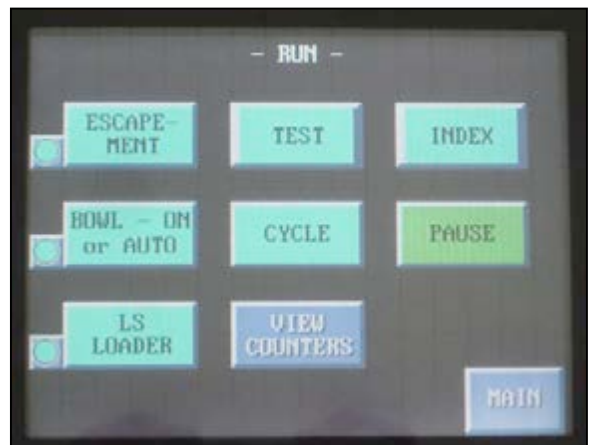 - RUN -
ESCAPE-
MENT
TEST
INDEX
BOWL - ON
or AUTO
CYCLE
PAUSE
LS
LOADER
VIEW
COUNTERS
MAIN